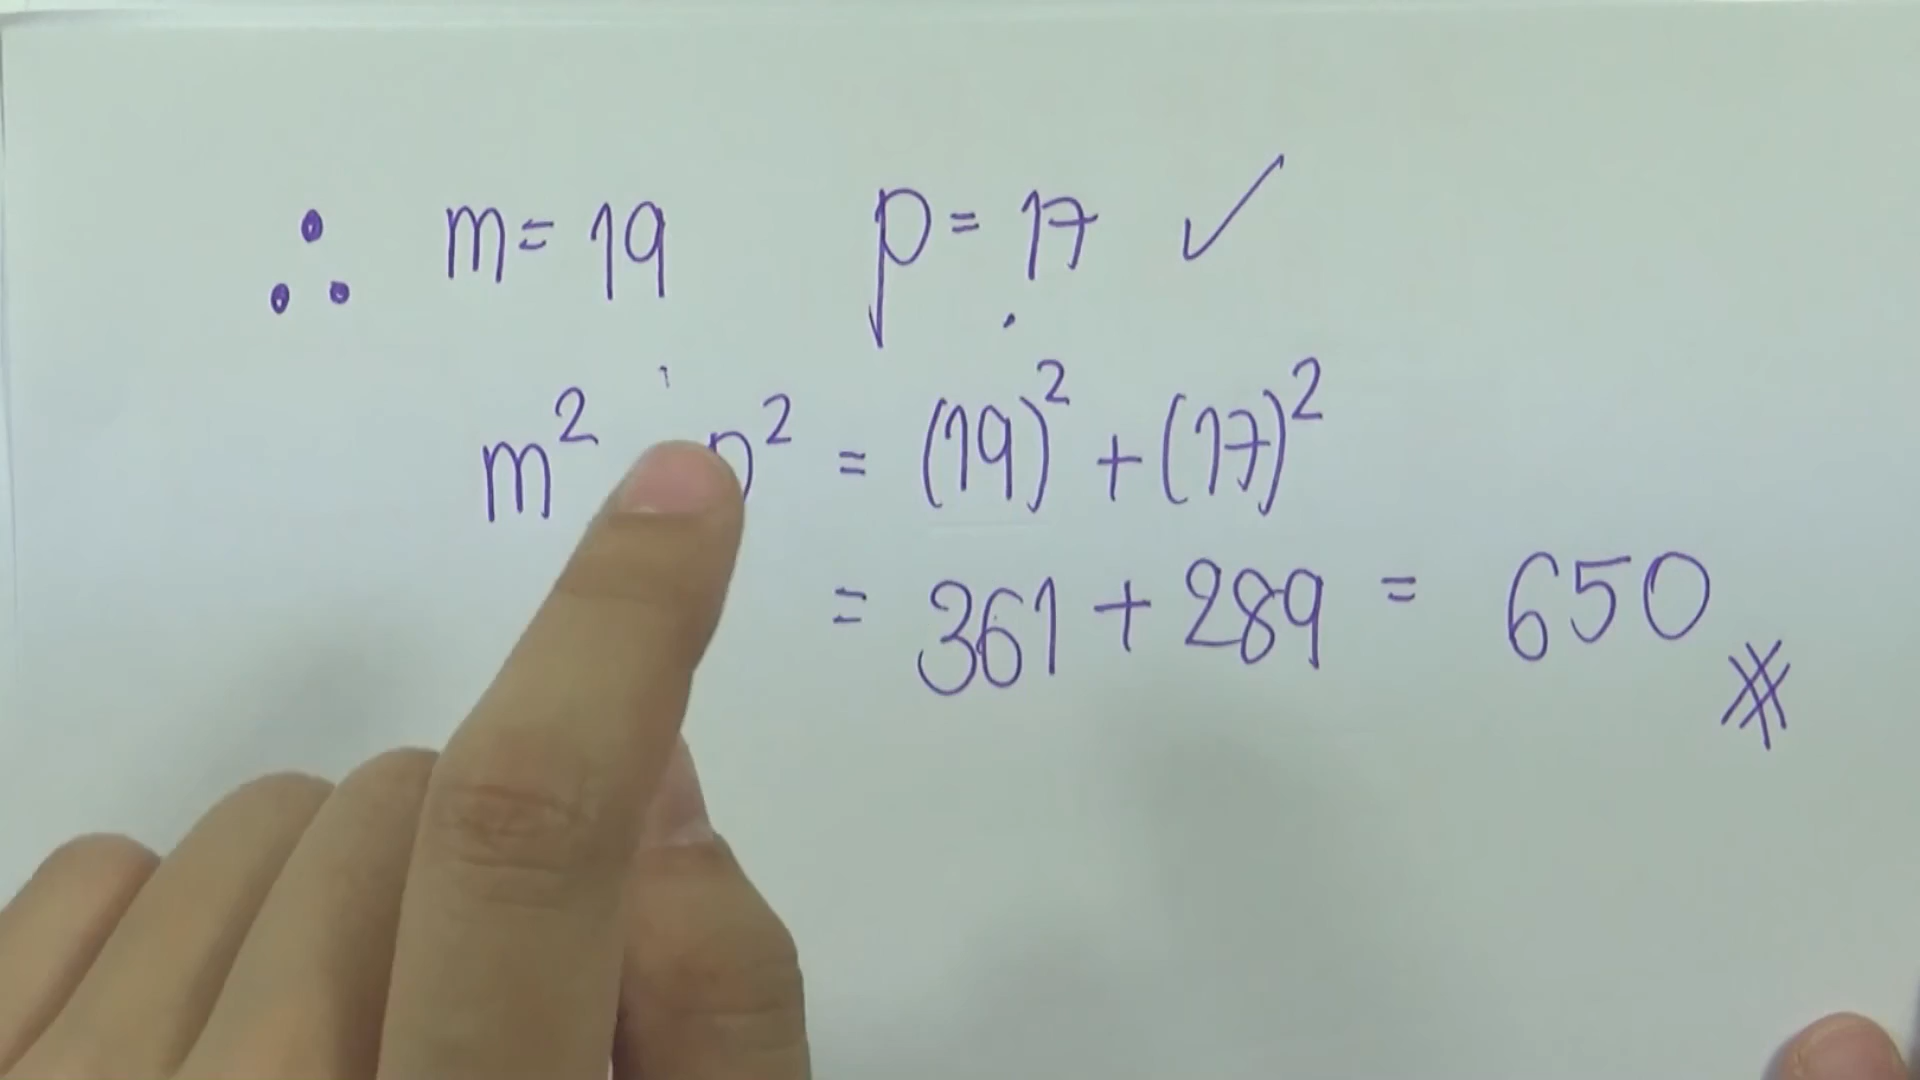 ∴ m = 19 p = 17 ✓
m² p² = (19)² + (17)²
= 361 + 289 = 650